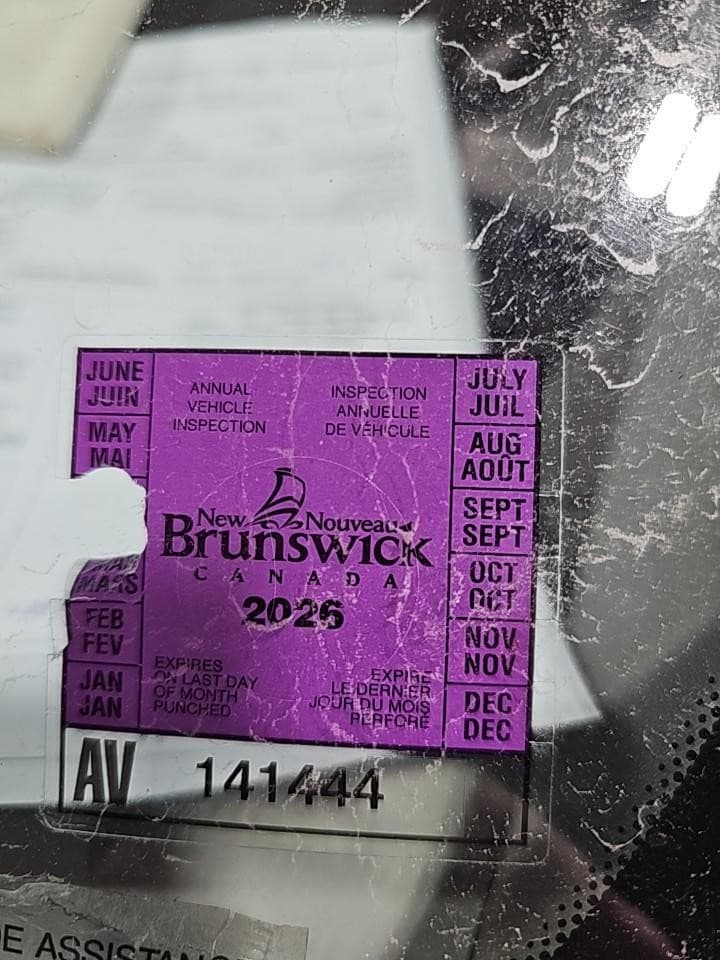 JUNE
JUIN
MAY
MAI
MAR
MARS
FEB
FEV
JAN
JAN
ANNUAL
VEHICLE
INSPECTION
INSPECTION
ANNUELLE
DE VÉHICULE
New Nouveau
Brunswick
CANADA
2026
EXPIRES
ON LAST DAY
OF MONTH
PUNCHED
EXPIRE
LE DERNIER
JOUR DU MOIS
PERFORÉ
JULY
JUIL
AUG
AOÛT
SEPT
SEPT
OCT
OCT
NOV
NOV
DEC
DEC
AV 141444